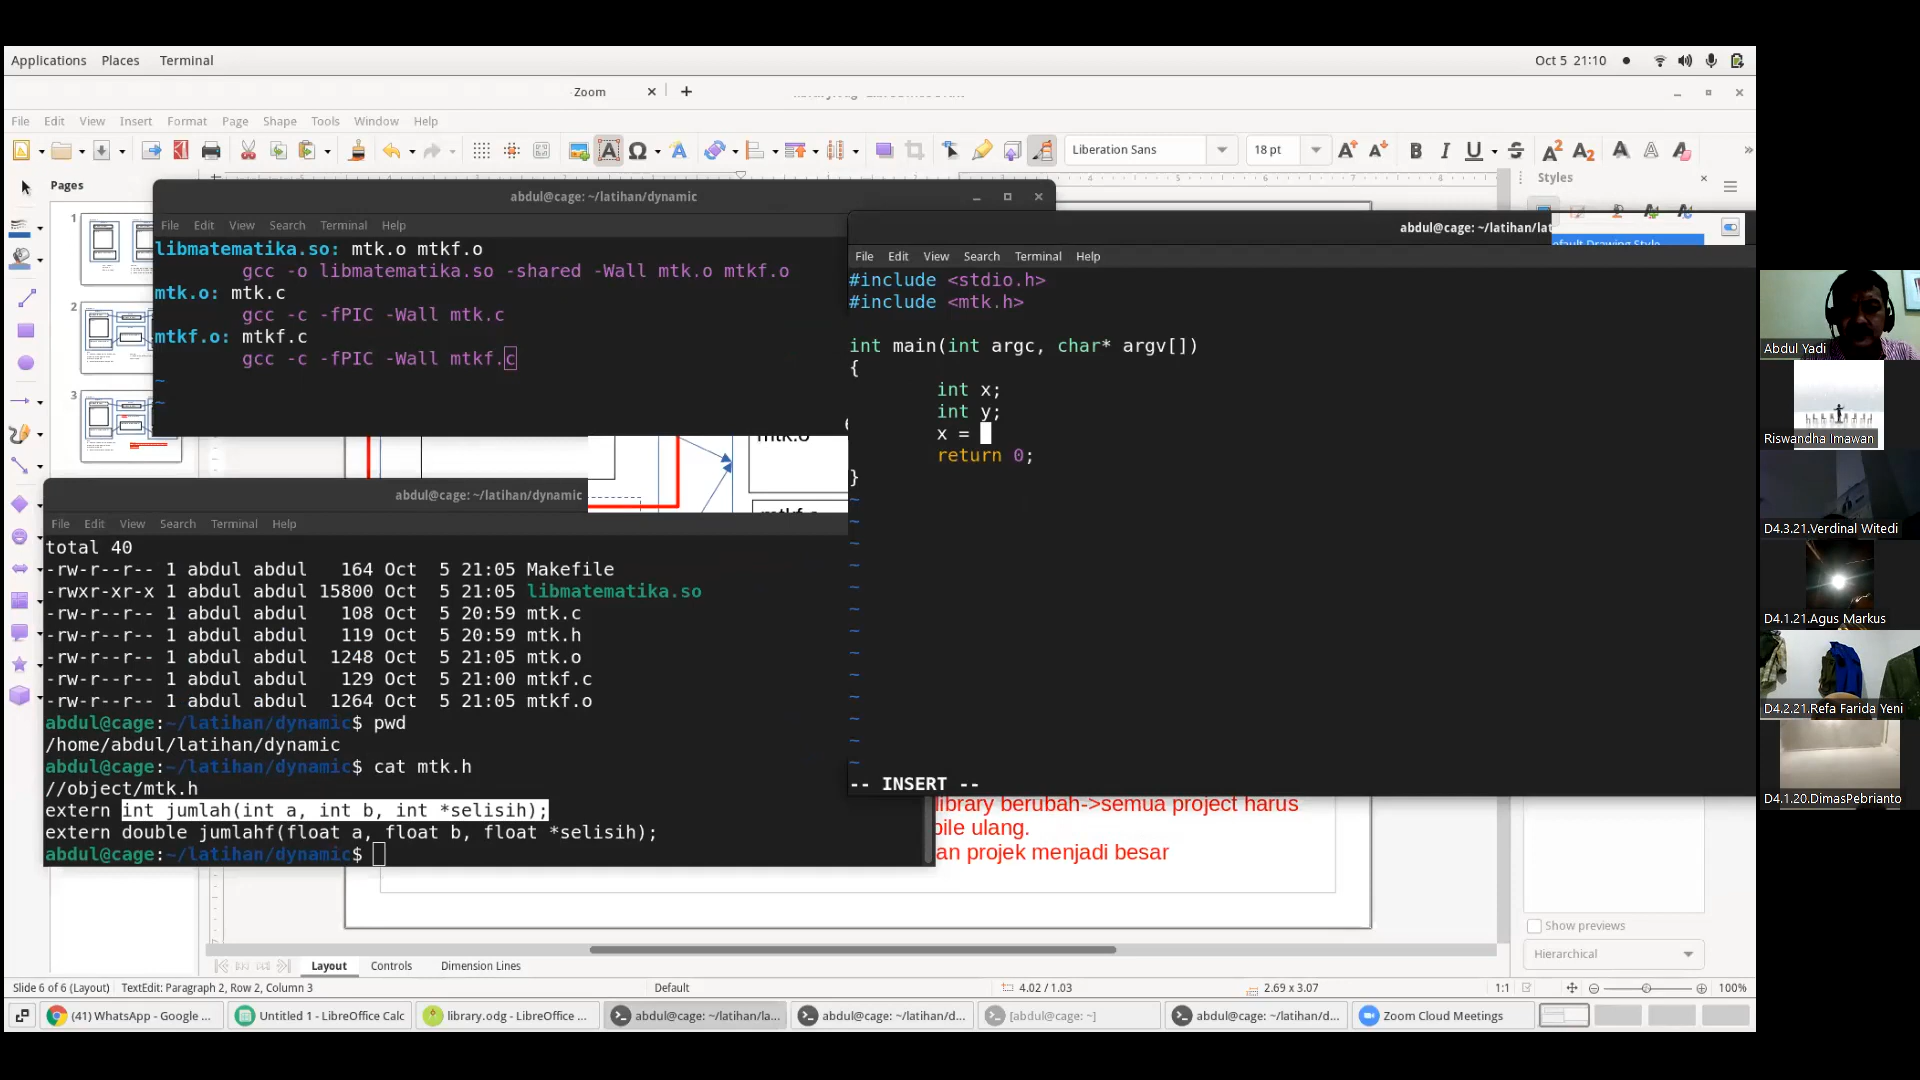 Applications Places Terminal
Oct 5 21:10
Zoom
File Edit View Insert Format Page Shape Tools Window Help
Liberation Sans
18 pt
Pages
Styles
1
2
3
abdul@cage: ~/latihan/dynamic
File Edit View Search Terminal Help
libmatematika.so: mtk.o mtkf.o
gcc -o libmatematika.so -shared -Wall mtk.o mtkf.o
mtk.o: mtk.c
gcc -c -fPIC -Wall mtk.c
mtkf.o: mtkf.c
gcc -c -fPIC -Wall mtkf.c
~
~
abdul@cage: ~/latihan/lat
File Edit View Search Terminal Help
#include <stdio.h>
#include <mtk.h>
int main(int argc, char* argv[])
{
int x;
int y;
x =
return 0;
}
~
~
~
~
~
~
~
~
~
~
~
~
~
-- INSERT --
abdul@cage: ~/latihan/dynamic
File Edit View Search Terminal Help
total 40
-rw-r--r-- 1 abdul abdul 164 Oct 5 21:05 Makefile
-rwxr-xr-x 1 abdul abdul 15800 Oct 5 21:05 libmatematika.so
-rw-r--r-- 1 abdul abdul 108 Oct 5 20:59 mtk.c
-rw-r--r-- 1 abdul abdul 119 Oct 5 20:59 mtk.h
-rw-r--r-- 1 abdul abdul 1248 Oct 5 21:05 mtk.o
-rw-r--r-- 1 abdul abdul 129 Oct 5 21:00 mtkf.c
-rw-r--r-- 1 abdul abdul 1264 Oct 5 21:05 mtkf.o
abdul@cage:~/latihan/dynamic$ pwd
/home/abdul/latihan/dynamic
abdul@cage:~/latihan/dynamic$ cat mtk.h
//object/mtk.h
extern int jumlah(int a, int b, int *selisih);
extern double jumlahf(float a, float b, float *selisih);
abdul@cage:~/latihan/dynamic$
library berubah->semua project harus
pile ulang.
an projek menjadi besar
Show previews
Hierarchical
Layout Controls Dimension Lines
Slide 6 of 6 (Layout) TextEdit: Paragraph 2, Row 2, Column 3 Default 4.02 / 1.03 2.69 x 3.07 1:1 100%
(41) WhatsApp - Google ... Untitled 1 - LibreOffice Calc library.odg - LibreOffice ... abdul@cage: ~/latihan/la... abdul@cage: ~/latihan/d... [abdul@cage: ~] abdul@cage: ~/latihan/d... Zoom Cloud Meetings
Abdul Yadi
Riswandha Imawan
D4.3.21.Verdinal Witedi
D4.1.21.Agus Markus
D4.2.21.Refa Farida Yeni
D4.1.20.DimasPebrianto